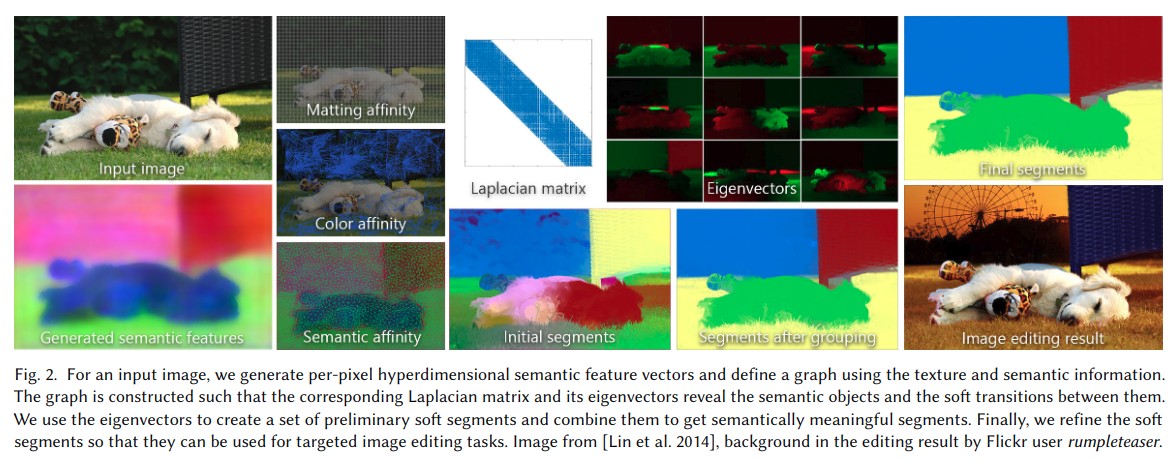 Input image
Matting affinity
Color affinity
Semantic affinity
Generated semantic features
Laplacian matrix
Eigenvectors
Initial segments
Segments after grouping
Final segments
Image editing result
Fig. 2. For an input image, we generate per-pixel hyperdimensional semantic feature vectors and define a graph using the texture and semantic information.
The graph is constructed such that the corresponding Laplacian matrix and its eigenvectors reveal the semantic objects and the soft transitions between them.
We use the eigenvectors to create a set of preliminary soft segments and combine them to get semantically meaningful segments. Finally, we refine the soft
segments so that they can be used for targeted image editing tasks. Image from [Lin et al. 2014], background in the editing result by Flickr user rumpleteaser.